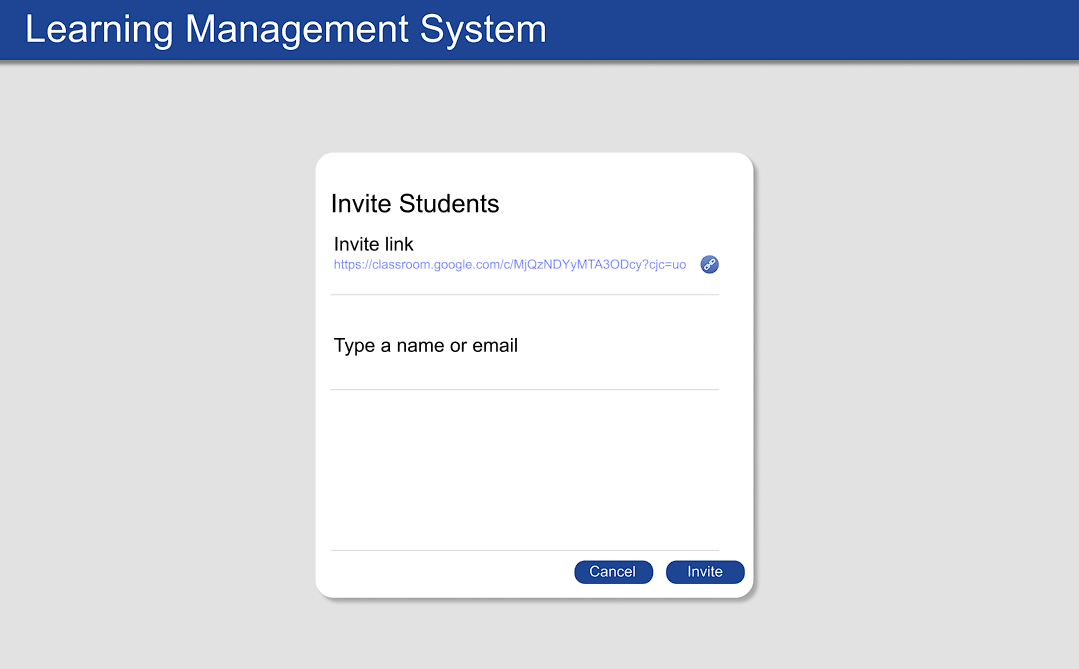 Learning Management System
Invite Students
Invite link
https://classroom.google.com/c/MjQzNDYyMTA3ODcy?cjc=uo
Type a name or email
Cancel Invite